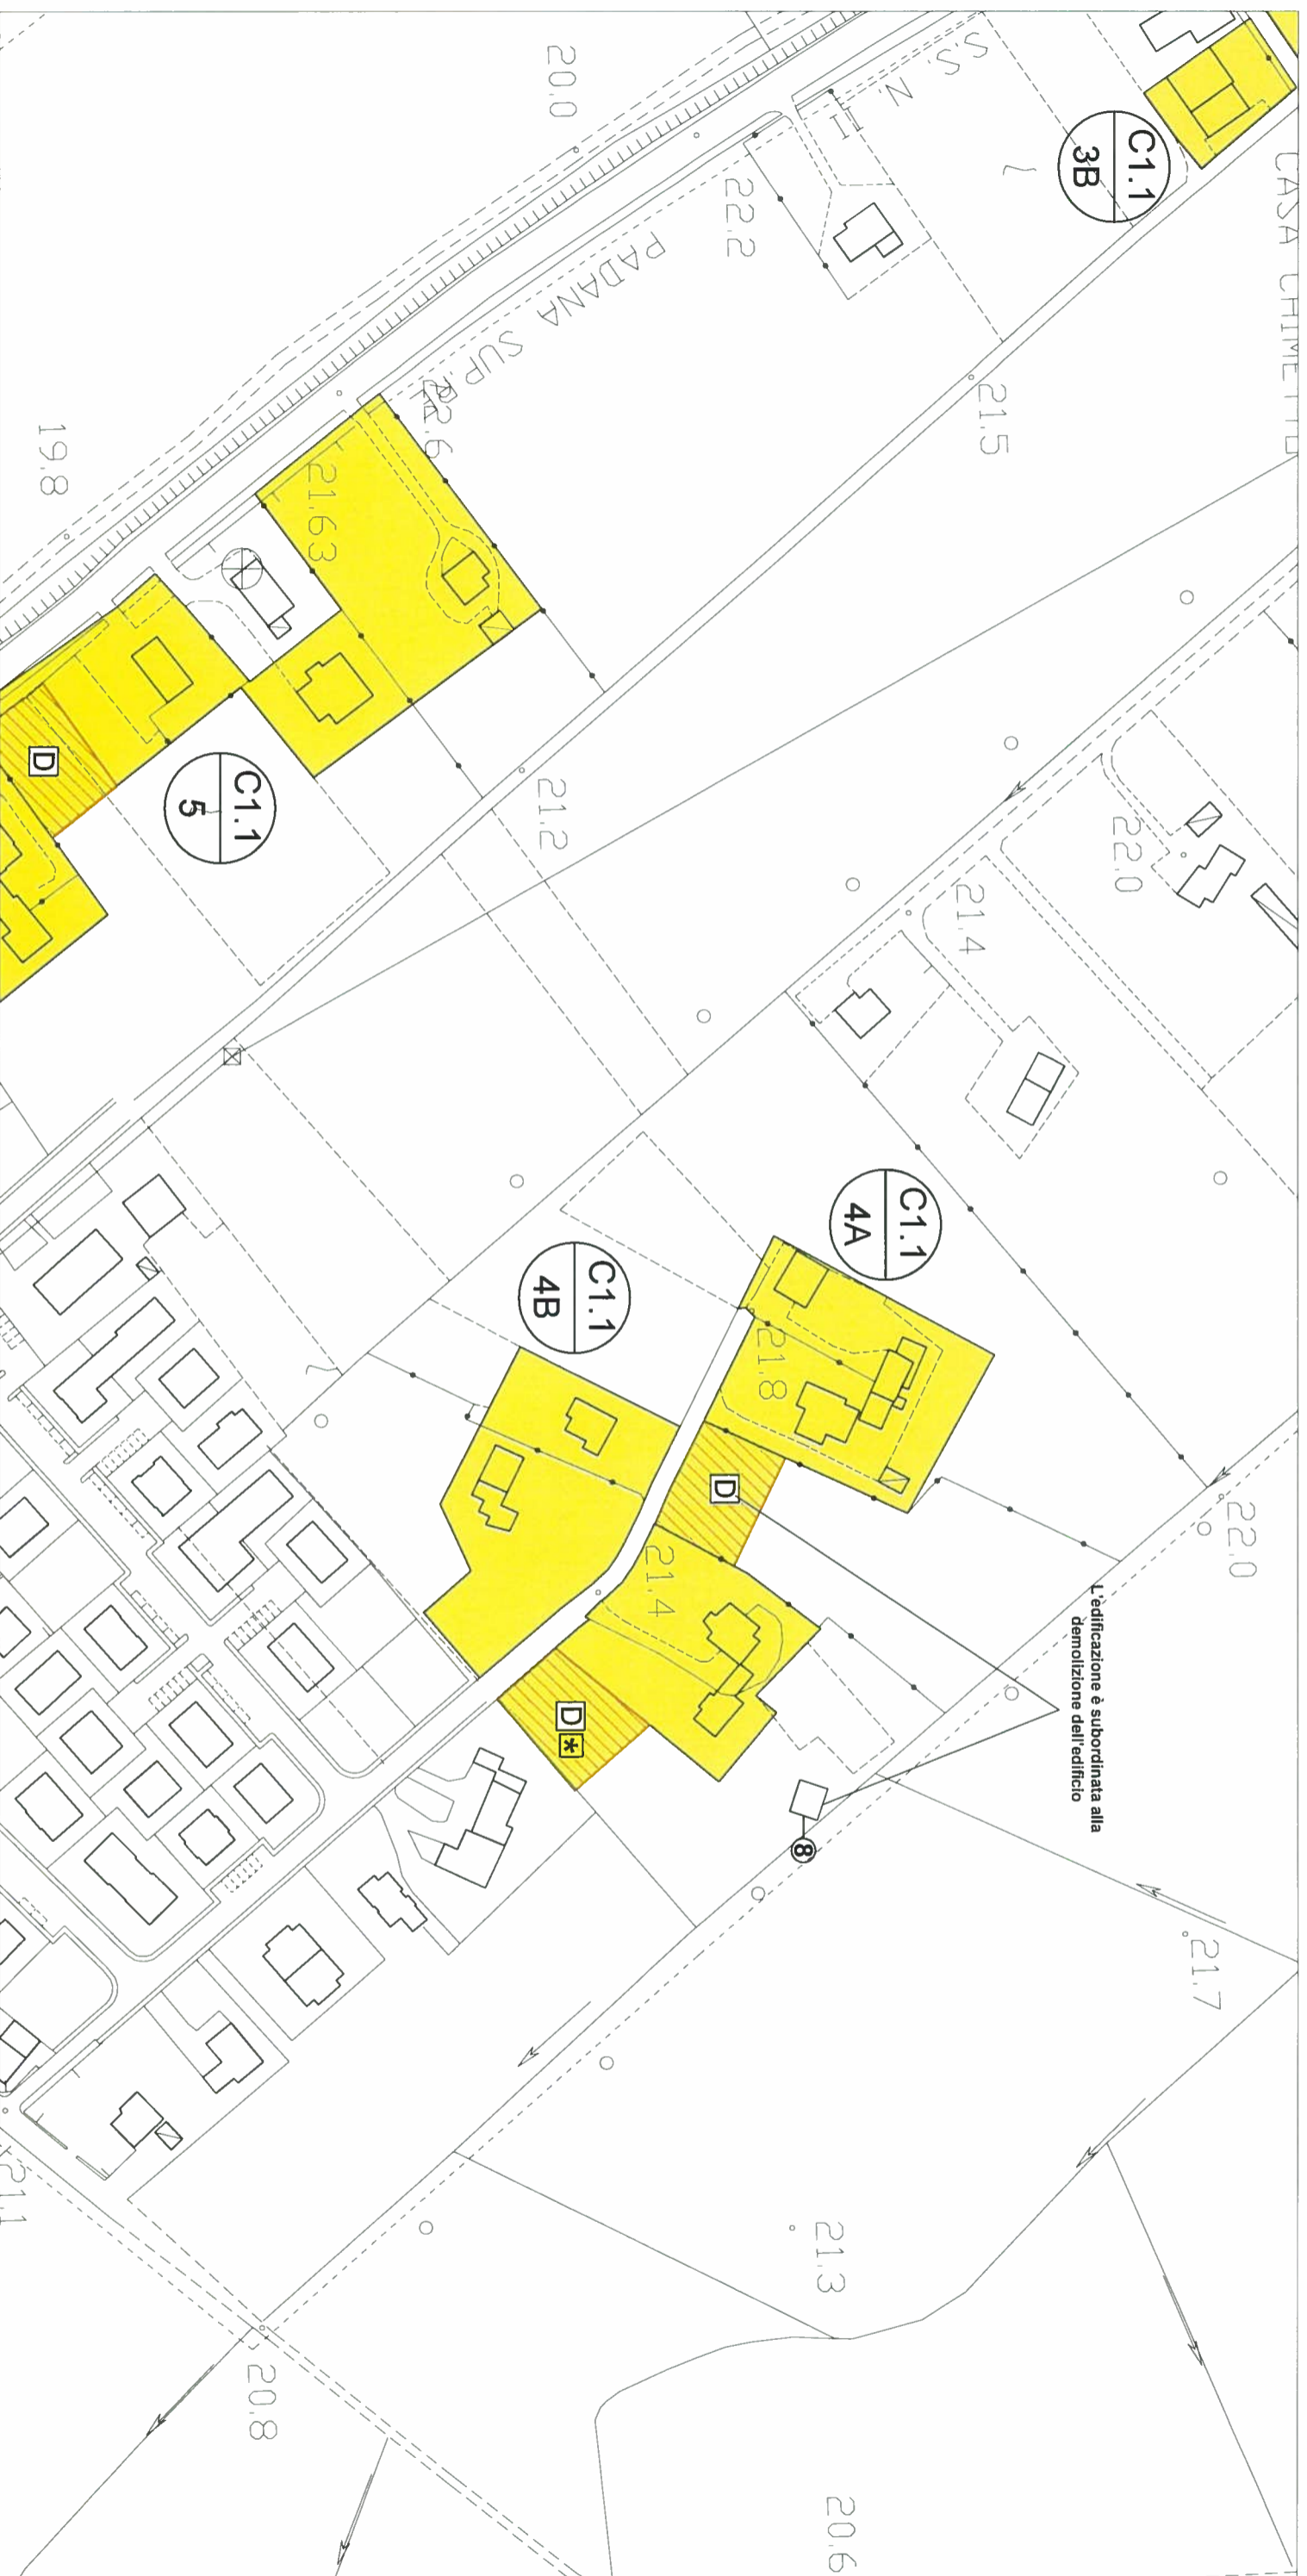 CASA CHIMETTO
C1.1
3B
S.S. N. 11
PADANA SUP.RE
22.0
22.0
21.7
21.5
21.4
L'edificazione è subordinata alla
demolizione dell'edificio
C1.1
4A
22.2
21.8
D
8
21.3
20.6
20.0
21.2
C1.1
4B
21.4
D *
22.6
21.63
C1.1
5
20.8
19.8
D
21.1